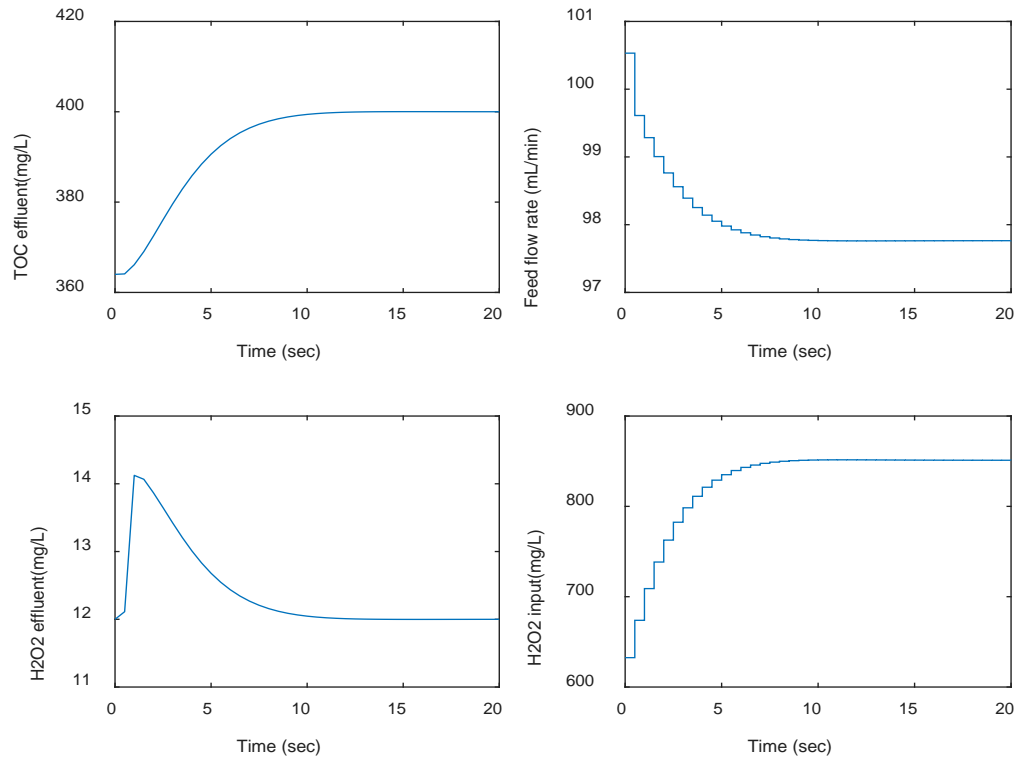 420
400
380
360
TOC effluent(mg/L)
0 5 10 15 20
Time (sec)
101
100
99
98
97
Feed flow rate (mL/min)
0 5 10 15 20
Time (sec)
15
14
13
12
11
H2O2 effluent(mg/L)
0 5 10 15 20
Time (sec)
900
800
700
600
H2O2 input(mg/L)
0 5 10 15 20
Time (sec)